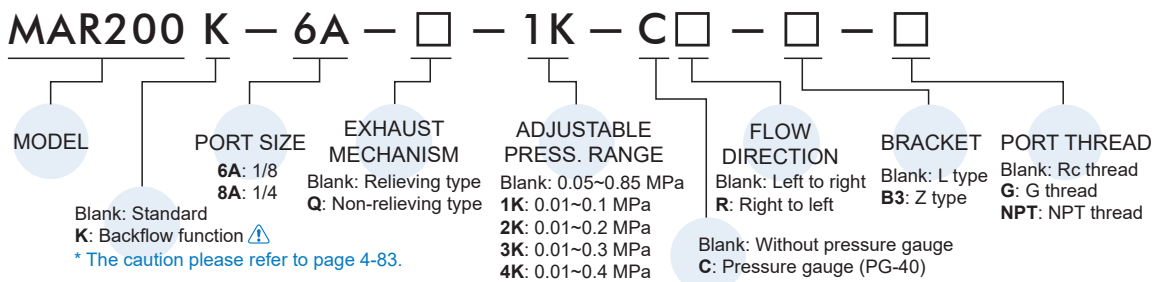 MAR200 K – 6A – □ – 1K – C□ – □ – □
MODEL
Blank: Standard
K: Backflow function ⚠
* The caution please refer to page 4-83.
PORT SIZE
6A: 1/8
8A: 1/4
EXHAUST
MECHANISM
Blank: Relieving type
Q: Non-relieving type
ADJUSTABLE
PRESS. RANGE
Blank: 0.05~0.85 MPa
1K: 0.01~0.1 MPa
2K: 0.01~0.2 MPa
3K: 0.01~0.3 MPa
4K: 0.01~0.4 MPa
Blank: Without pressure gauge
C: Pressure gauge (PG-40)
FLOW
DIRECTION
Blank: Left to right
R: Right to left
BRACKET
Blank: L type
B3: Z type
PORT THREAD
Blank: Rc thread
G: G thread
NPT: NPT thread